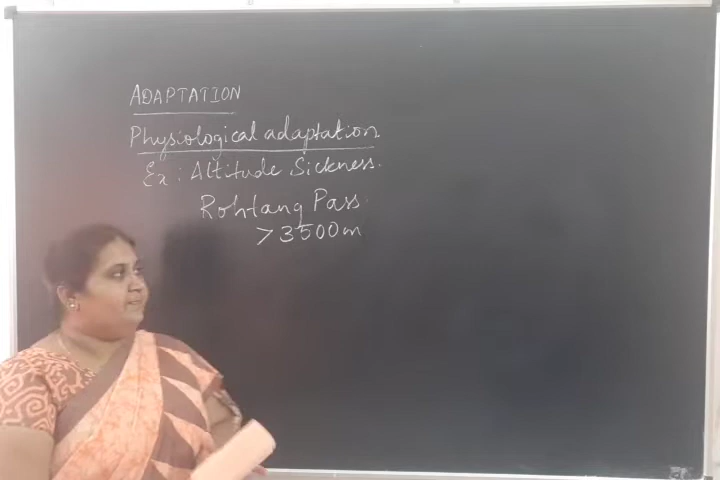 ADAPTATION
Physiological adaptation
Ex : Altitude Sickness.
Rohtang Pass
> 3500m